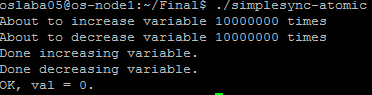 oslaba05@os-node1:~/Final$ ./simplesync-atomic
About to increase variable 10000000 times
About to decrease variable 10000000 times
Done increasing variable.
Done decreasing variable.
OK, val = 0.